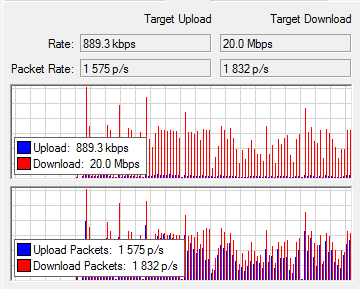 Target Upload Target Download
Rate: 889.3 kbps 20.0 Mbps
Packet Rate: 1 575 p/s 1 832 p/s
Upload: 889.3 kbps
Download: 20.0 Mbps
Upload Packets: 1 575 p/s
Download Packets: 1 832 p/s